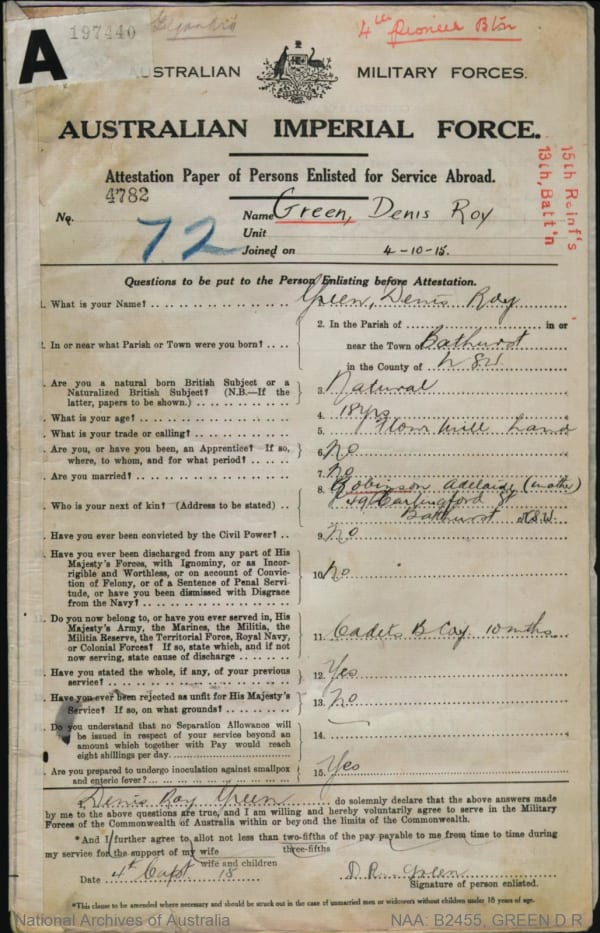 A
197440
4th Pioneer Btn
AUSTRALIAN MILITARY FORCES.
AUSTRALIAN IMPERIAL FORCE.
15th Reinf's
13th, Batt'n
Attestation Paper of Persons Enlisted for Service Abroad.
4782
No. 72
Name Green, Denis Roy
Unit
Joined on 4-10-15.
Questions to be put to the Person Enlisting before Attestation.
1. What is your Name? Green, Denis Roy
2. In or near what Parish or Town were you born?
2. In the Parish of in or
near the Town of Bathurst
in the County of NSW
. Are you a natural born British Subject or a
Naturalized British Subject? (N.B.—If the
latter, papers to be shown.)
3. Natural
. What is your age?
4. 18 yrs
. What is your trade or calling?
5. Flour Mill Hand
. Are you, or have you been, an Apprentice? If so,
where, to whom, and for what period?
6. No
. Are you married?
7. No
. Who is your next of kin? (Address to be stated)
8. Robinson Adelaide (mother)
Bathurst N.S.W.
. Have you ever been convicted by the Civil Power?
9. No
. Have you ever been discharged from any part of His
Majesty's Forces, with Ignominy, or as Incor-
rigible and Worthless, or on account of Convic-
tion of Felony, or of a Sentence of Penal Servi-
tude, or have you been dismissed with Disgrace
from the Navy?
10. No
. Do you now belong to, or have you ever served in, His
Majesty's Army, the Marines, the Militia, the
Militia Reserve, the Territorial Force, Royal Navy,
or Colonial Forces? If so, state which, and if not
now serving, state cause of discharge
11. Cadets B Coy. 10 mths
. Have you stated the whole, if any, of your previous
service?
12. Yes
. Have you ever been rejected as unfit for His Majesty's
Service? If so, on what grounds?
13. No
. Do you understand that no Separation Allowance will
be issued in respect of your service beyond an
amount which together with Pay would reach
eight shillings per day.
14.
. Are you prepared to undergo inoculation against smallpox
and enteric fever?
15. Yes
Denis Roy Green do solemnly declare that the above answers made
by me to the above questions are true, and I am willing and hereby voluntarily agree to serve in the Military
Forces of the Commonwealth of Australia within or beyond the limits of the Commonwealth.
*And I further agree to allot not less than two-fifths of the pay payable to me from time to time during
three-fifths
my service for the support of my wife
wife and children
Date 4th 15
D.R. Green
Signature of person enlisted.
*This clause to be amended where necessary and should be struck out in the case of unmarried men or widowers without children under 18 years of age.
National Archives of Australia
NAA: B2455, GREEN D R